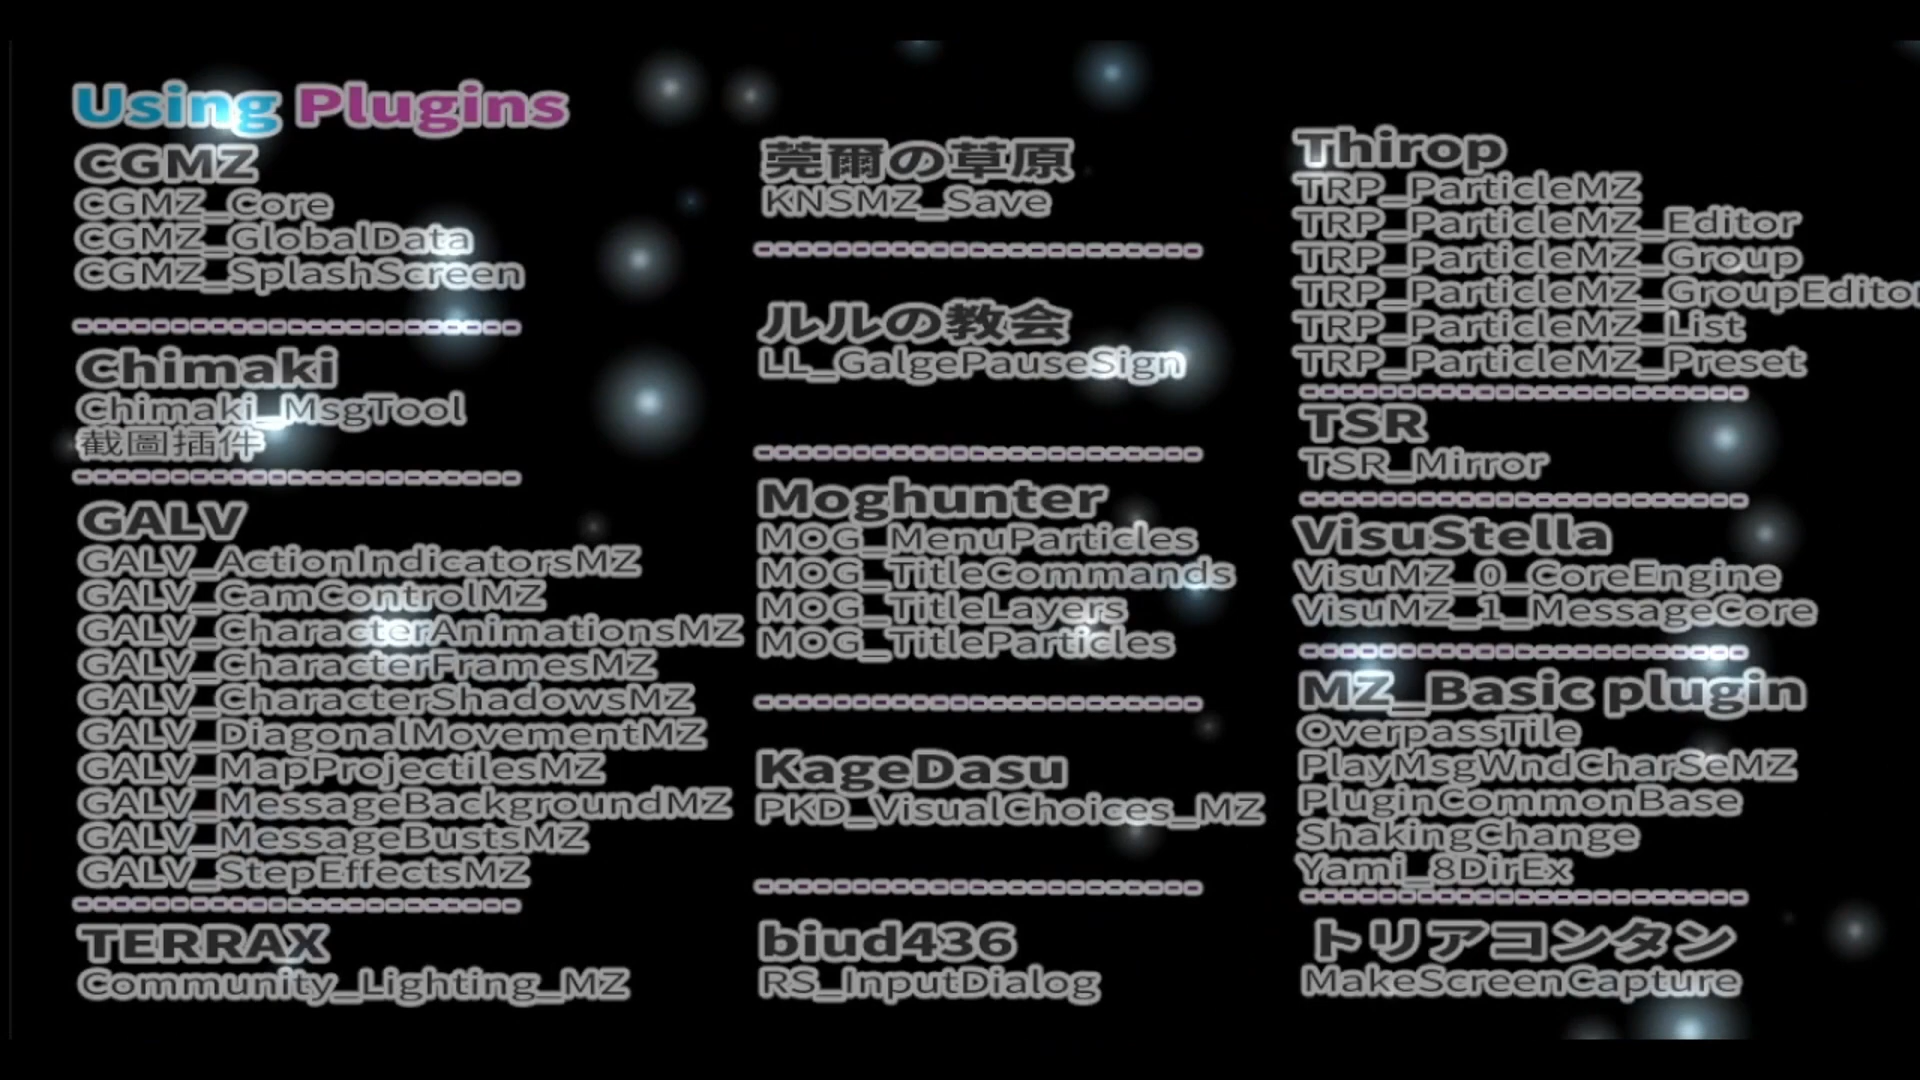 Using Plugins
CGMZ
CGMZ_Core
CGMZ_GlobalData
CGMZ_SplashScreen
-----------------------
Chimaki
Chimaki_MsgTool
截圖插件
-----------------------
GALV
GALV_ActionIndicatorsMZ
GALV_CamControlMZ
GALV_CharacterAnimationsMZ
GALV_CharacterFramesMZ
GALV_CharacterShadowsMZ
GALV_DiagonalMovementMZ
GALV_MapProjectilesMZ
GALV_MessageBackgroundMZ
GALV_MessageBustsMZ
GALV_StepEffectsMZ
-----------------------
TERRAX
Community_Lighting_MZ
莞爾の草原
KNSMZ_Save
-----------------------
ルルの教会
LL_GalgePauseSign
-----------------------
Moghunter
MOG_MenuParticles
MOG_TitleCommands
MOG_TitleLayers
MOG_TitleParticles
-----------------------
KageDasu
PKD_VisualChoices_MZ
-----------------------
biud436
RS_InputDialog
Thirop
TRP_ParticleMZ
TRP_ParticleMZ_Editor
TRP_ParticleMZ_Group
TRP_ParticleMZ_GroupEditor
TRP_ParticleMZ_List
TRP_ParticleMZ_Preset
-----------------------
TSR
TSR_Mirror
-----------------------
VisuStella
VisuMZ_0_CoreEngine
VisuMZ_1_MessageCore
-----------------------
MZ_Basic plugin
OverpassTile
PlayMsgWndCharSeMZ
PluginCommonBase
ShakingChange
Yami_8DirEx
-----------------------
トリアコンタン
MakeScreenCapture